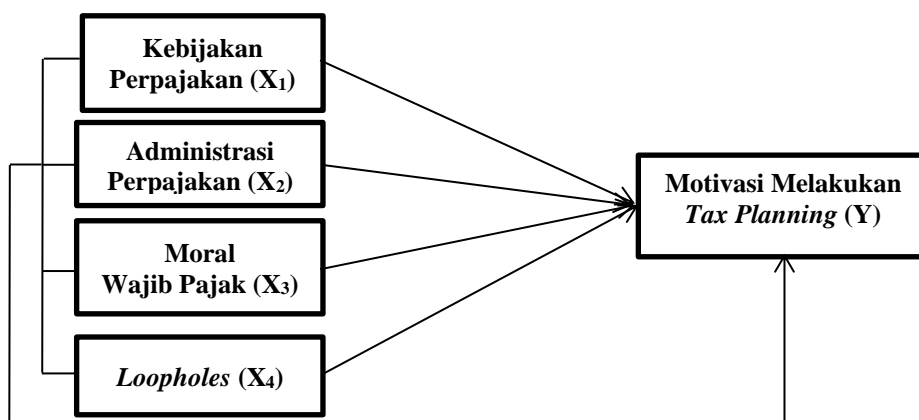 Kebijakan
Perpajakan (X₁)
Administrasi
Perpajakan (X₂)
Moral
Wajib Pajak (X₃)
Loopholes (X₄)
Motivasi Melakukan
Tax Planning (Y)